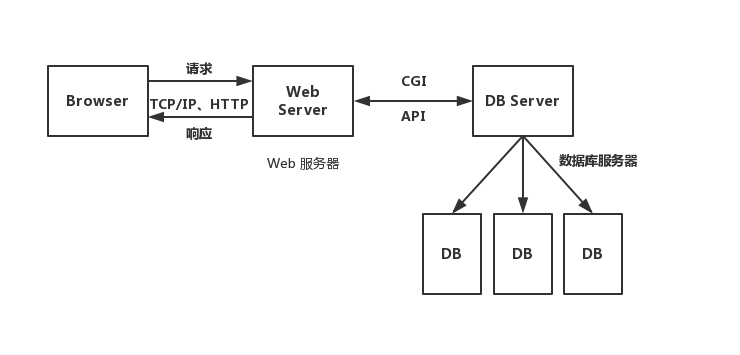 请求
Browser
TCP/IP、HTTP
响应
Web
Server
Web 服务器
CGI
API
DB Server
数据库服务器
DB
DB
DB